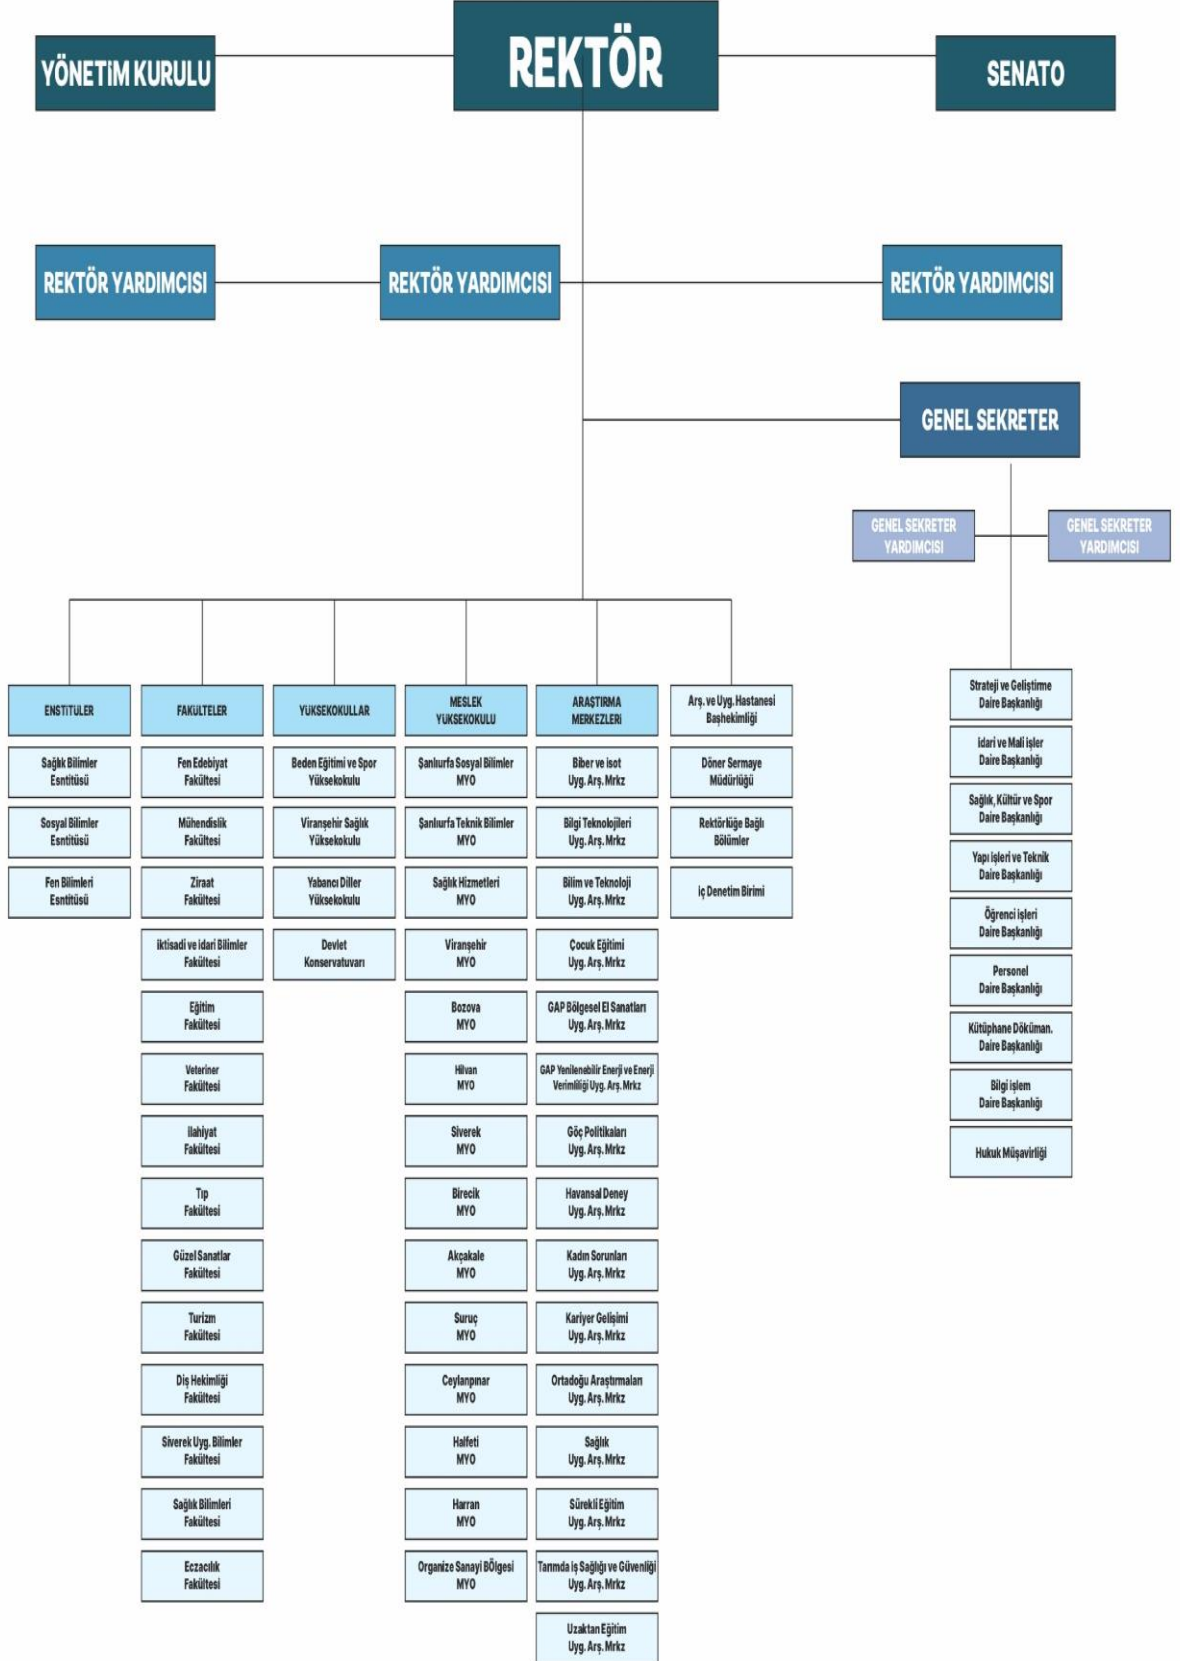 REKTÖR
YÖNETİM KURULU
SENATO
REKTÖR YARDIMCISI
REKTÖR YARDIMCISI
REKTÖR YARDIMCISI
GENEL SEKRETER
GENEL SEKRETER
YARDIMCISI
GENEL SEKRETER
YARDIMCISI
ENSTİTÜLER
Sağlık Bilimler
Esntitüsü
Sosyal Bilimler
Esntitüsü
Fen Bilimleri
Esntitüsü
FAKÜLTELER
Fen Edebiyat
Fakültesi
Mühendislik
Fakültesi
Ziraat
Fakültesi
iktisadi ve idari Bilimler
Fakültesi
Eğitim
Fakültesi
Veteriner
Fakültesi
ilahiyat
Fakültesi
Tıp
Fakültesi
Güzel Sanatlar
Fakültesi
Turizm
Fakültesi
Diş Hekimliği
Fakültesi
Siverek Uyg. Bilimler
Fakültesi
Sağlık Bilimleri
Fakültesi
Eczacılık
Fakültesi
YÜKSEKOKULLAR
Beden Eğitimi ve Spor
Yüksekokulu
Viranşehir Sağlık
Yüksekokulu
Yabancı Diller
Yüksekokulu
Devlet
Konservatuvarı
MESLEK
YÜKSEKOKULU
Şanlıurfa Sosyal Bilimler
MYO
Şanlıurfa Teknik Bilimler
MYO
Sağlık Hizmetleri
MYO
Viranşehir
MYO
Bozova
MYO
Hilvan
MYO
Siverek
MYO
Birecik
MYO
Akçakale
MYO
Suruç
MYO
Ceylanpınar
MYO
Halfeti
MYO
Harran
MYO
Organize Sanayi BÖlgesi
MYO
ARAŞTIRMA
MERKEZLERİ
Biber ve isot
Uyg. Arş. Mrkz
Bilgi Teknolojileri
Uyg. Arş. Mrkz
Bilim ve Teknoloji
Uyg. Arş. Mrkz
Çocuk Eğitimi
Uyg. Arş. Mrkz
GAP Bölgesel El Sanatları
Uyg. Arş. Mrkz
GAP Yenilenebilir Enerji ve Enerji
Verimliliği Uyg. Arş. Mrkz
Göç Politikaları
Uyg. Arş. Mrkz
Havansal Deney
Uyg. Arş. Mrkz
Kadın Sorunları
Uyg. Arş. Mrkz
Kariyer Gelişimi
Uyg. Arş. Mrkz
Ortadoğu Araştırmaları
Uyg. Arş. Mrkz
Sağlık
Uyg. Arş. Mrkz
Sürekli Eğitim
Uyg. Arş. Mrkz
Tarımda iş Sağlığı ve Güvenliği
Uyg. Arş. Mrkz
Uzaktan Eğitim
Uyg. Arş. Mrkz
Arş. ve Uyg. Hastanesi
Başhekimliği
Döner Sermaye
Müdürlüğü
Rektörlüğe Bağlı
Bölümler
iç Denetim Birimi
Strateji ve Geliştirme
Daire Başkanlığı
idari ve Mali işler
Daire Başkanlığı
Sağlık, Kültür ve Spor
Daire Başkanlığı
Yapı işleri ve Teknik
Daire Başkanlığı
Öğrenci işleri
Daire Başkanlığı
Personel
Daire Başkanlığı
Kütüphane Döküman.
Daire Başkanlığı
Bilgi işlem
Daire Başkanlığı
Hukuk Müşavirliği